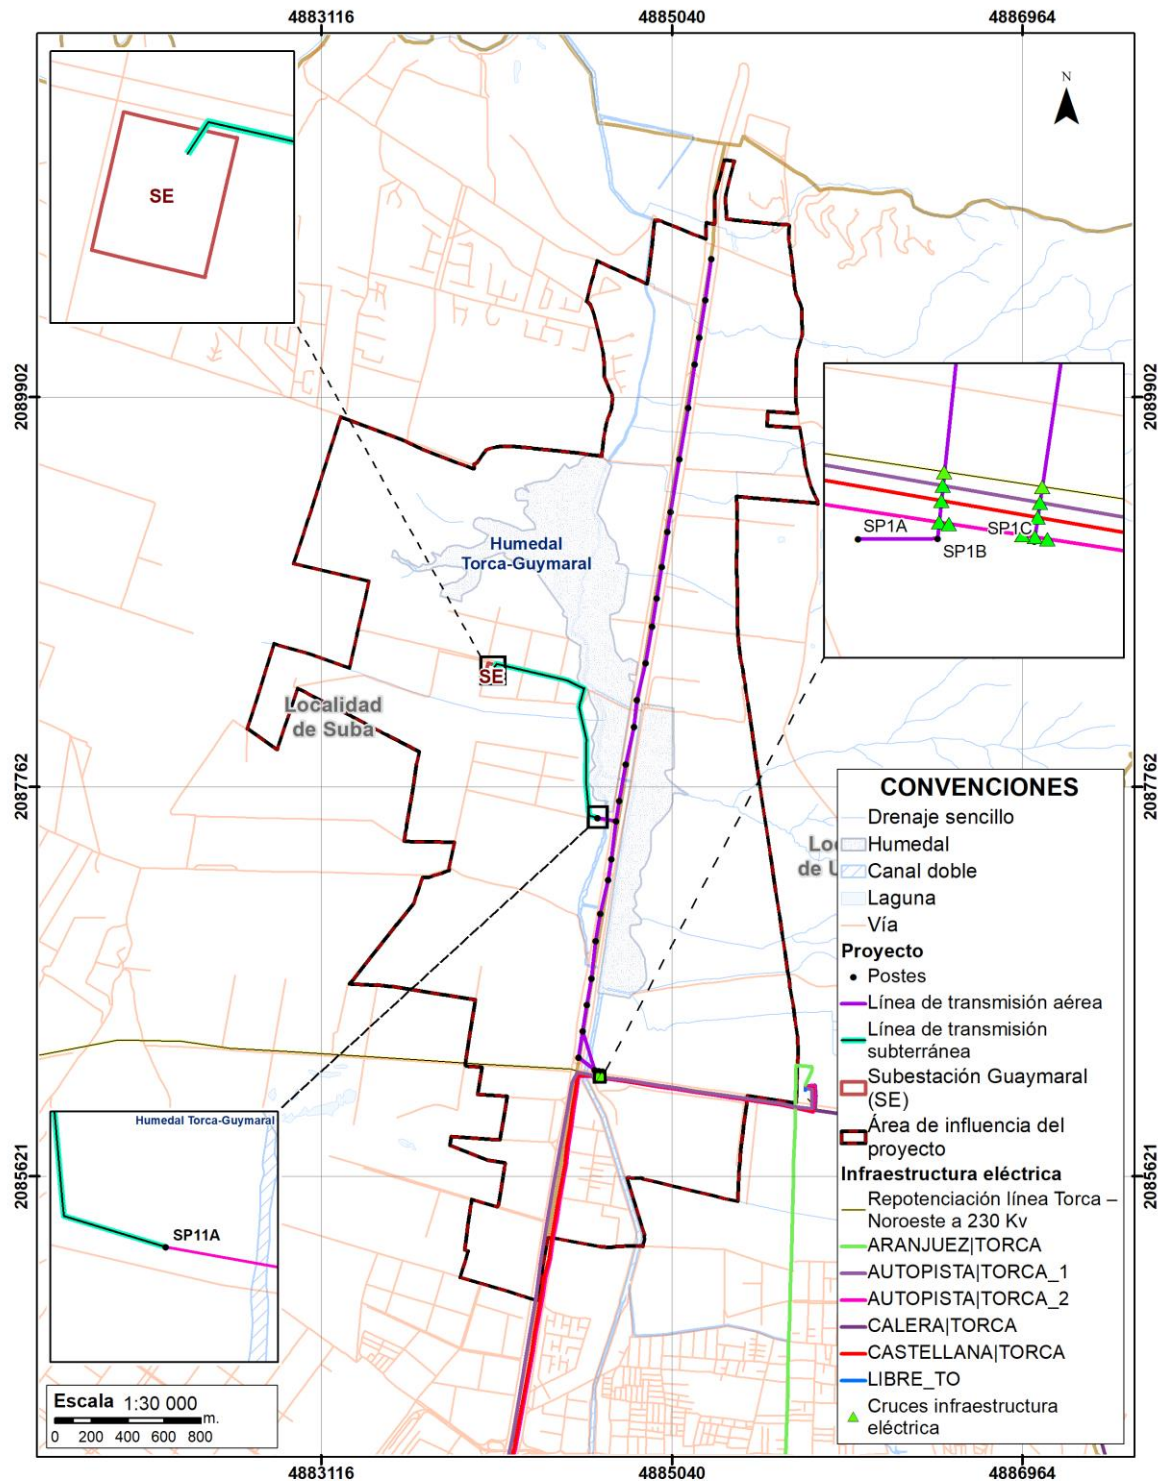 4883116
4885040
4886964
N
SE
2089902
2089902
SP1A
SP1C
SP1B
Humedal
Torca-Guymaral
SE
Localidad
de Suba
2087762
2087762
Lo
de U
CONVENCIONES
Drenaje sencillo
Humedal
Canal doble
Laguna
Vía
Proyecto
Postes
Línea de transmisión aérea
Línea de transmisión
subterránea
Subestación Guaymaral
(SE)
Área de influencia del
proyecto
Infraestructura eléctrica
Repotenciación línea Torca –
Noroeste a 230 Kv
ARANJUEZ|TORCA
AUTOPISTA|TORCA_1
AUTOPISTA|TORCA_2
CALERA|TORCA
CASTELLANA|TORCA
LIBRE_TO
Cruces infraestructura
eléctrica
Humedal Torca-Guymaral
SP11A
2085621
2085621
Escala 1:30 000
m.
0 200 400 600 800
4883116
4885040
4886964